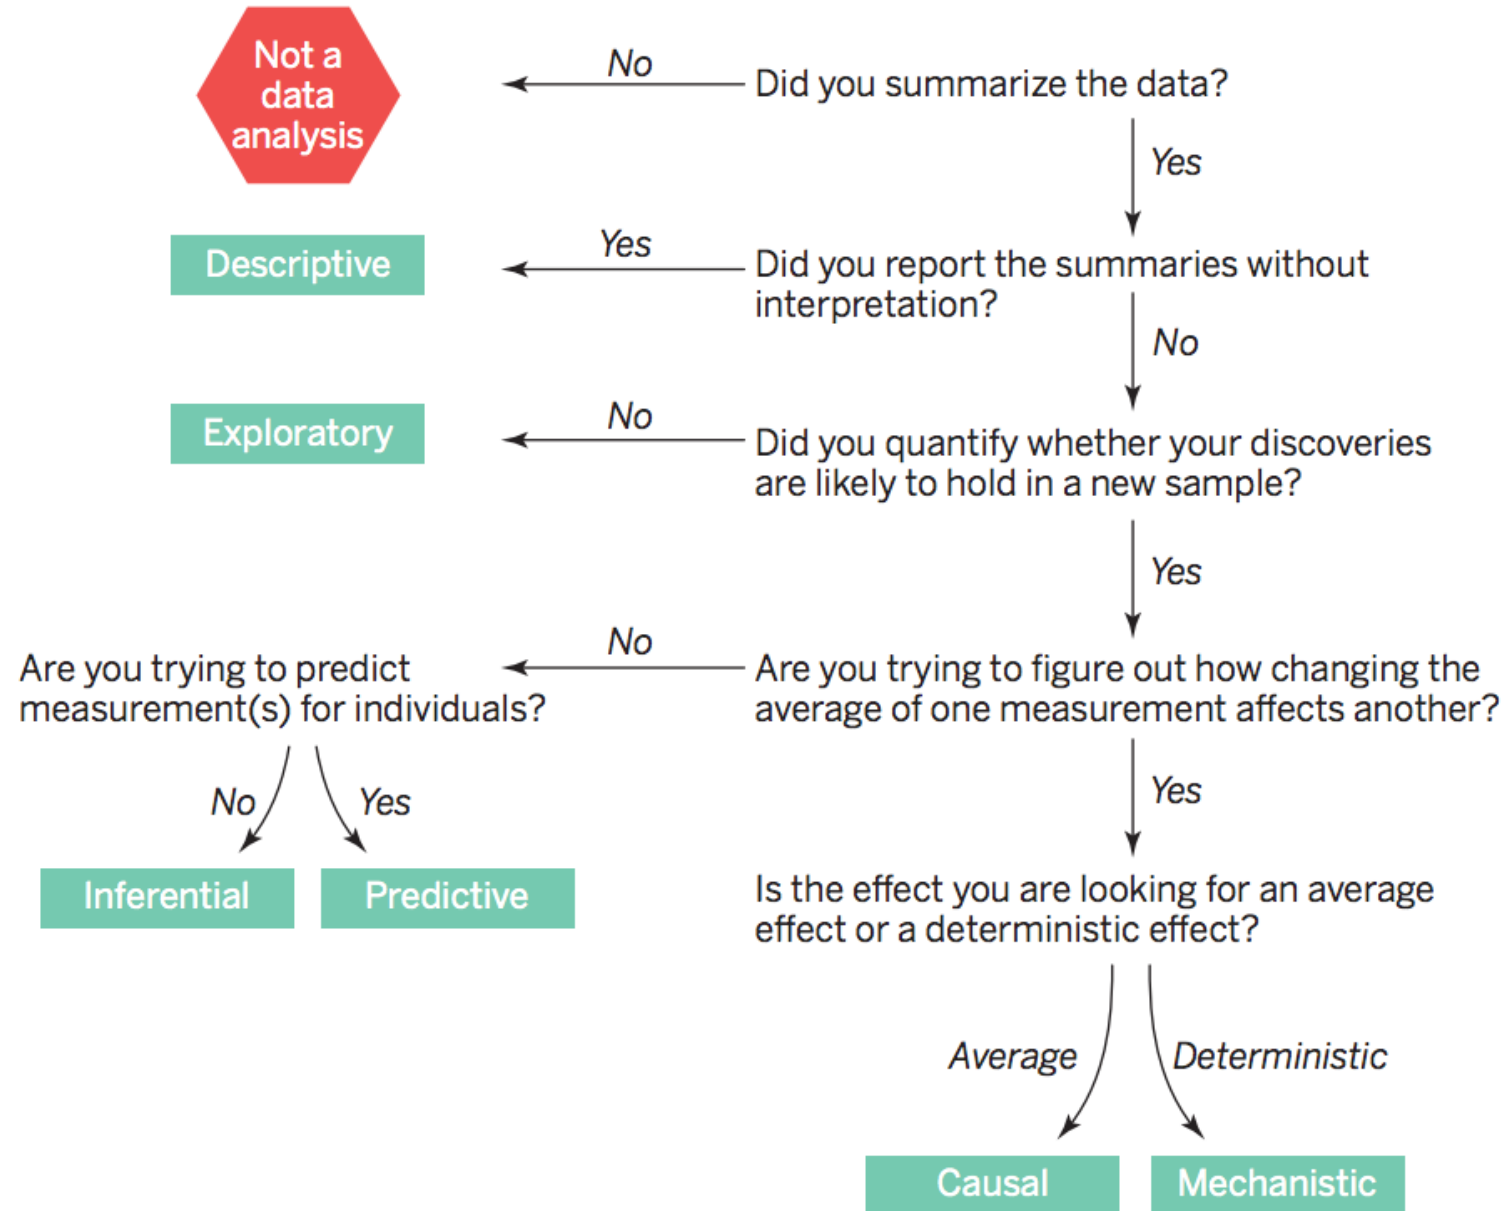 Not a
data
analysis
No
Did you summarize the data?
Yes
Descriptive
Yes
Did you report the summaries without
interpretation?
No
Exploratory
No
Did you quantify whether your discoveries
are likely to hold in a new sample?
Yes
Are you trying to predict
measurement(s) for individuals?
No
Are you trying to figure out how changing the
average of one measurement affects another?
No
Yes
Yes
Inferential
Predictive
Is the effect you are looking for an average
effect or a deterministic effect?
Average
Deterministic
Causal
Mechanistic